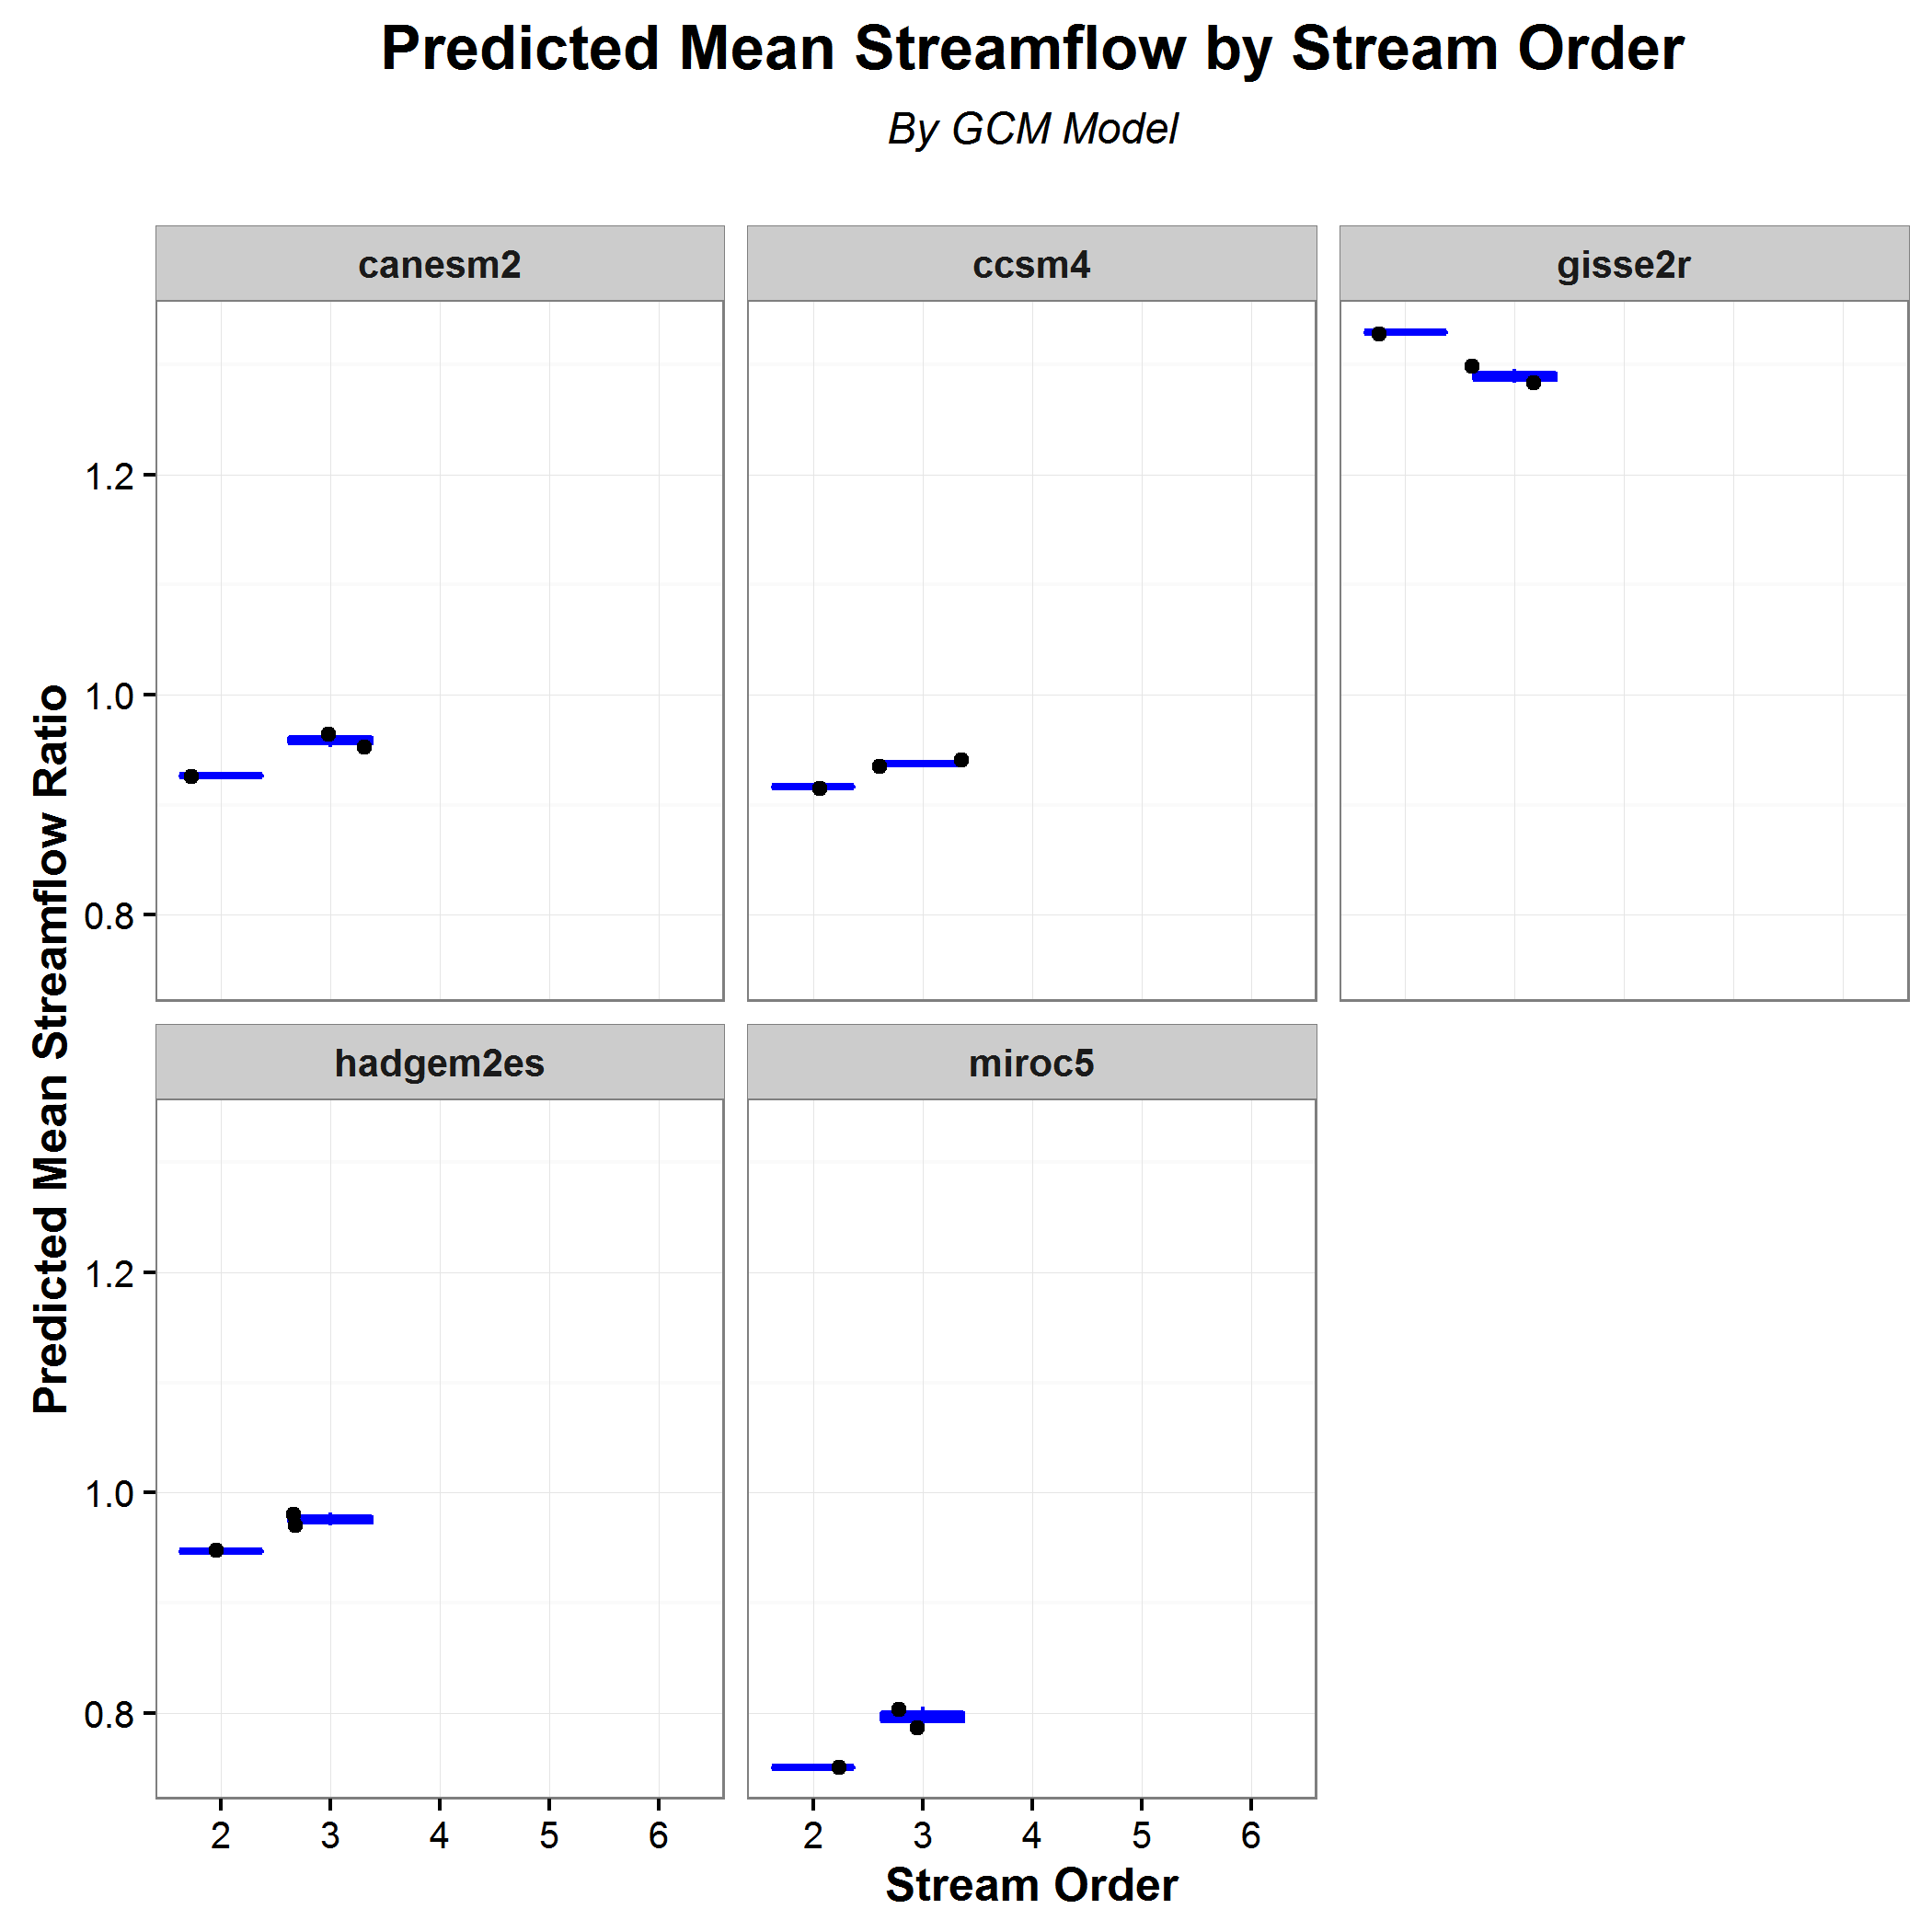 Predicted Mean Streamflow by Stream Order
By GCM Model
canesm2
ccsm4
gisse2r
1.2
1.0
0.8
Predicted Mean Streamflow Ratio
hadgem2es
miroc5
1.2
1.0
0.8
2 3 4 5 6
2 3 4 5 6
Stream Order